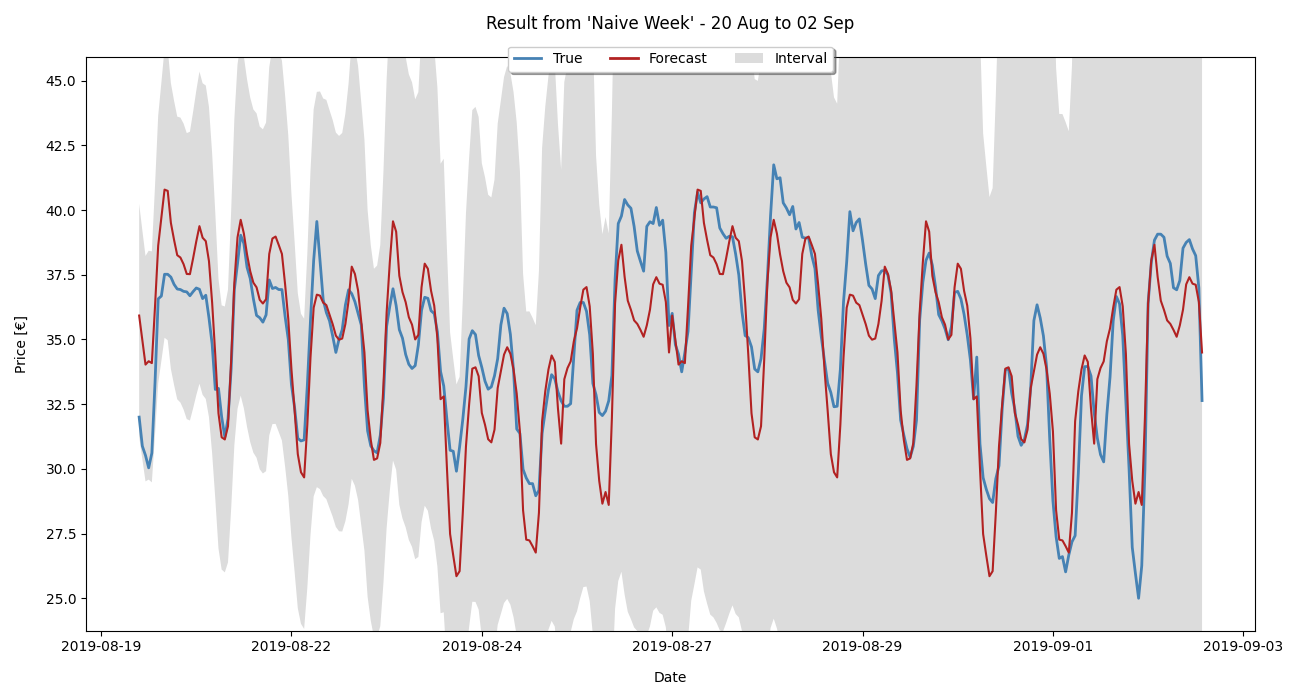 Result from 'Naive Week' - 20 Aug to 02 Sep
True Forecast Interval
45.0
42.5
40.0
37.5
35.0
32.5
30.0
27.5
25.0
Price [€]
2019-08-19 2019-08-22 2019-08-24 2019-08-27 2019-08-29 2019-09-01 2019-09-03
Date